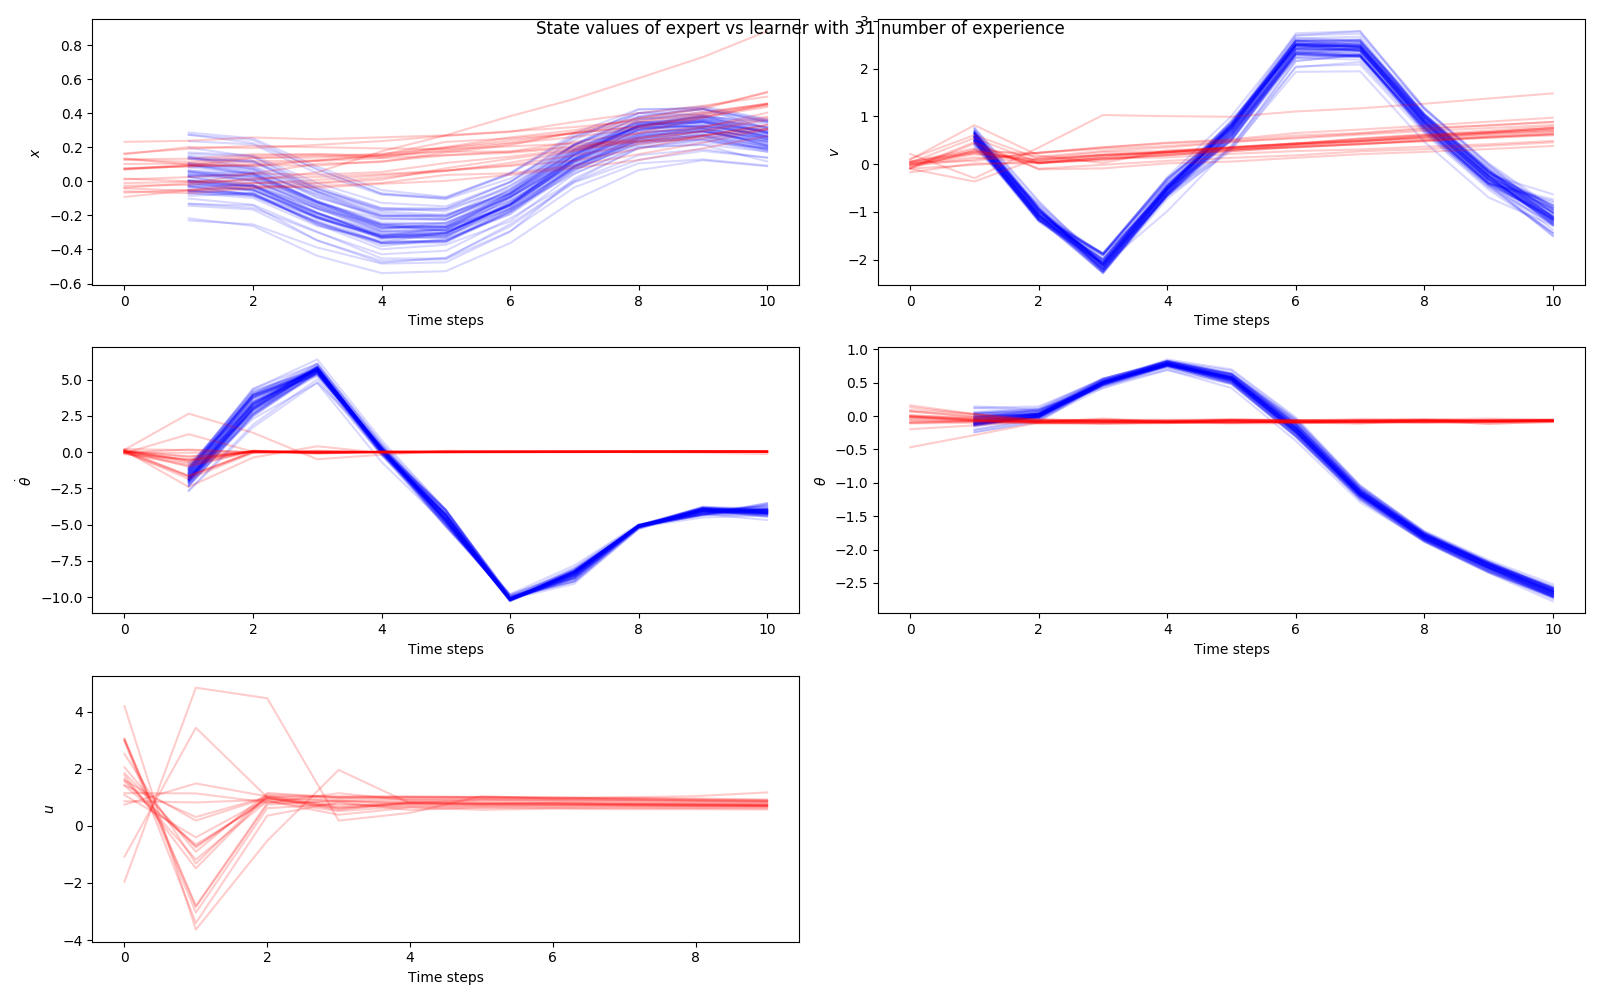 State values of expert vs learner with 31 number of experience
x
0.8
0.6
0.4
0.2
0.0
−0.2
−0.4
−0.6
0 2 4 6 8 10
Time steps
v
3
2
1
0
−1
−2
0 2 4 6 8 10
Time steps
θ̇
5.0
2.5
0.0
−2.5
−5.0
−7.5
−10.0
0 2 4 6 8 10
Time steps
θ
1.0
0.5
0.0
−0.5
−1.0
−1.5
−2.0
−2.5
0 2 4 6 8 10
Time steps
u
4
2
0
−2
−4
0 2 4 6 8
Time steps